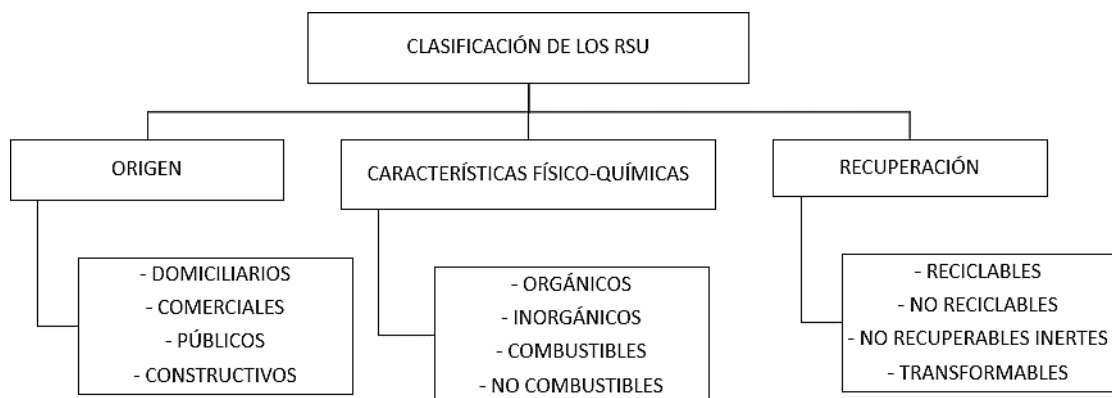 CLASIFICACIÓN DE LOS RSU
ORIGEN
CARACTERÍSTICAS FÍSICO-QUÍMICAS
RECUPERACIÓN
- DOMICILIARIOS
- COMERCIALES
- PÚBLICOS
- CONSTRUCTIVOS
- ORGÁNICOS
- INORGÁNICOS
- COMBUSTIBLES
- NO COMBUSTIBLES
- RECICLABLES
- NO RECICLABLES
- NO RECUPERABLES INERTES
- TRANSFORMABLES